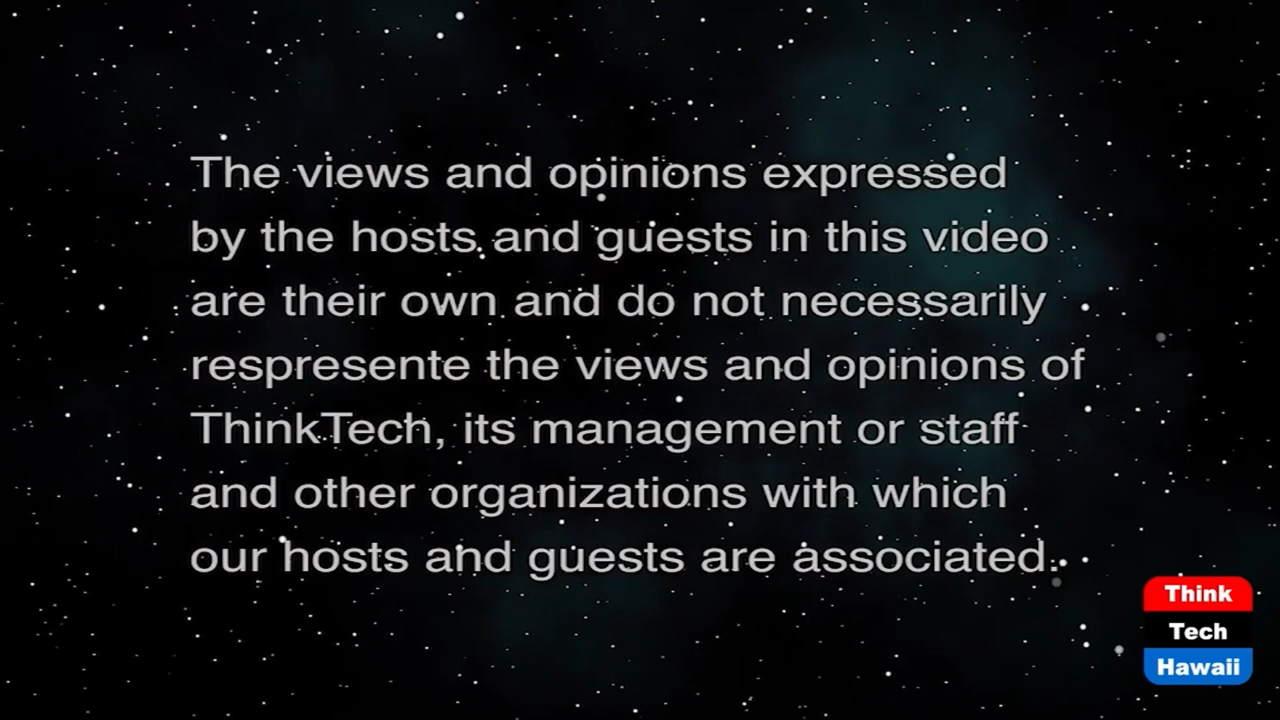 The views and opinions expressed
by the hosts and guests in this video
are their own and do not necessarily
respresente the views and opinions of
ThinkTech, its management or staff
and other organizations with which
our hosts and guests are associated.
Think
Tech
Hawaii